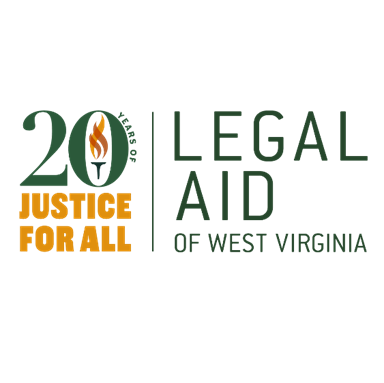 20
YEARS OF
JUSTICE
FOR ALL
LEGAL
AID
OF WEST VIRGINIA